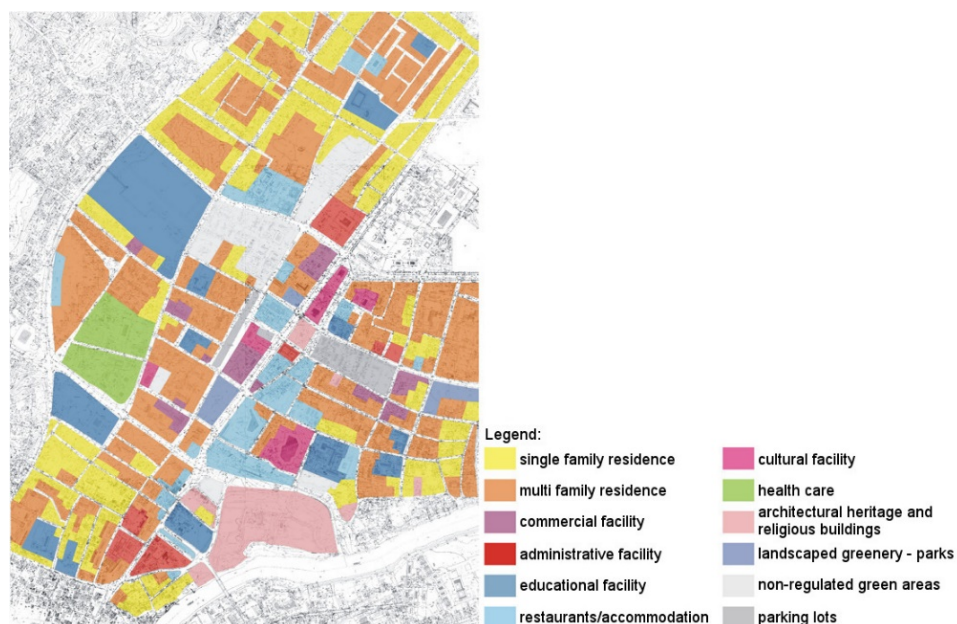 Legend:
single family residence
multi family residence
commercial facility
administrative facility
educational facility
restaurants/accommodation
cultural facility
health care
architectural heritage and
religious buildings
landscaped greenery - parks
non-regulated green areas
parking lots